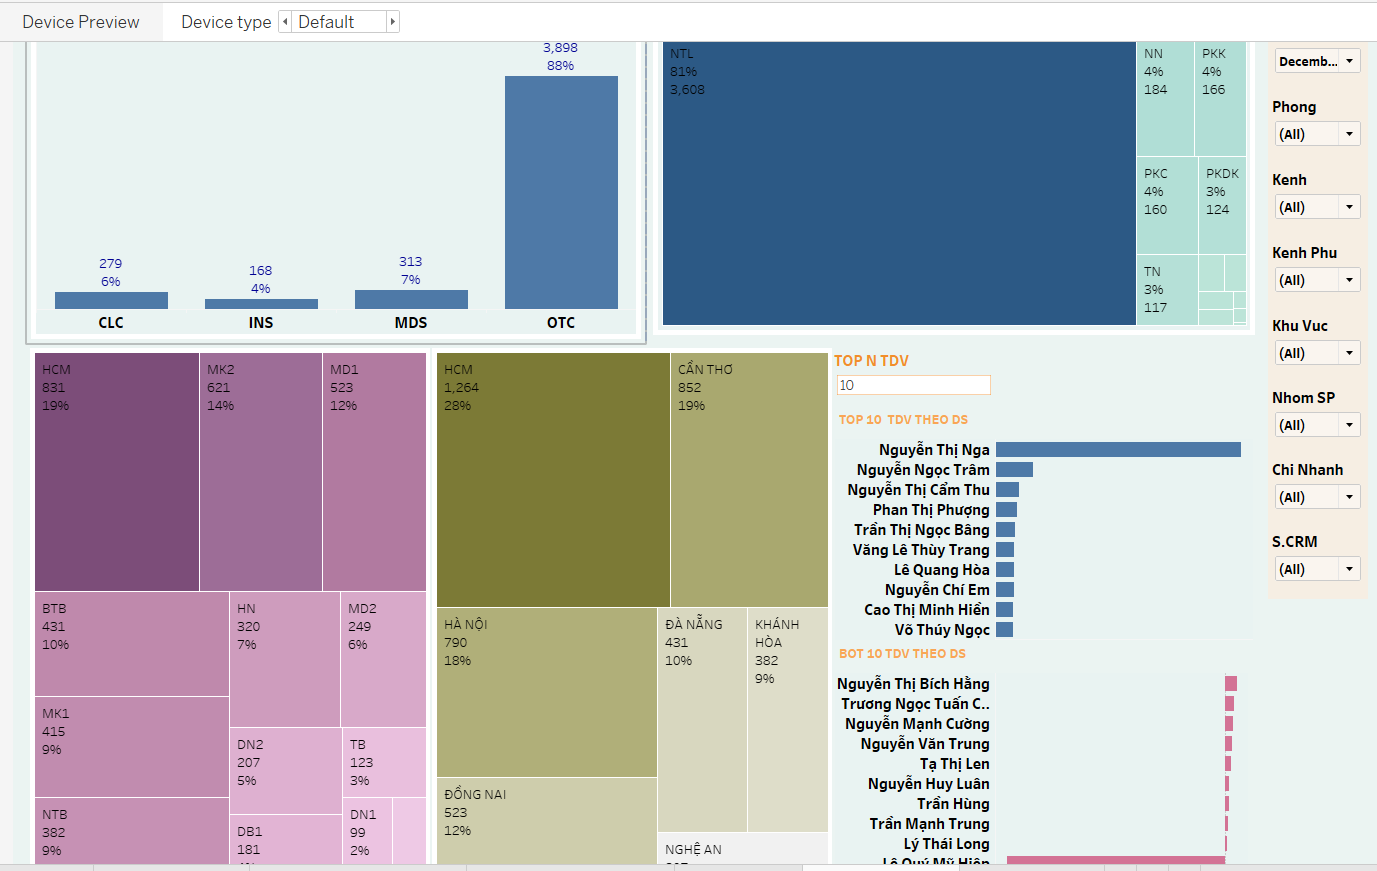 Device Preview
Device type
Default
3,898
88%
279
6%
168
4%
313
7%
CLC
INS
MDS
OTC
NTL
81%
3,608
NN
4%
184
PKK
4%
166
PKC
4%
160
PKDK
3%
124
TN
3%
117
HCM
831
19%
MK2
621
14%
MD1
523
12%
BTB
431
10%
HN
320
7%
MD2
249
6%
MK1
415
9%
DN2
207
5%
TB
123
3%
NTB
382
9%
DB1
181
DN1
99
2%
HCM
1,264
28%
CẦN THƠ
852
19%
HÀ NỘI
790
18%
ĐÀ NẴNG
431
10%
KHÁNH
HÒA
382
9%
ĐỒNG NAI
523
12%
NGHỆ AN
TOP N TDV
10
TOP 10 TDV THEO DS
Nguyễn Thị Nga
Nguyễn Ngọc Trâm
Nguyễn Thị Cẩm Thu
Phan Thị Phượng
Trần Thị Ngọc Bâng
Văng Lê Thùy Trang
Lê Quang Hòa
Nguyễn Chí Em
Cao Thị Minh Hiền
Võ Thúy Ngọc
BOT 10 TDV THEO DS
Nguyễn Thị Bích Hằng
Trương Ngọc Tuấn C..
Nguyễn Mạnh Cường
Nguyễn Văn Trung
Tạ Thị Len
Nguyễn Huy Luân
Trần Hùng
Trần Mạnh Trung
Lý Thái Long
Lê Quý Mỹ Hiện
Decemb...
Phong
(All)
Kenh
(All)
Kenh Phu
(All)
Khu Vuc
(All)
Nhom SP
(All)
Chi Nhanh
(All)
S.CRM
(All)